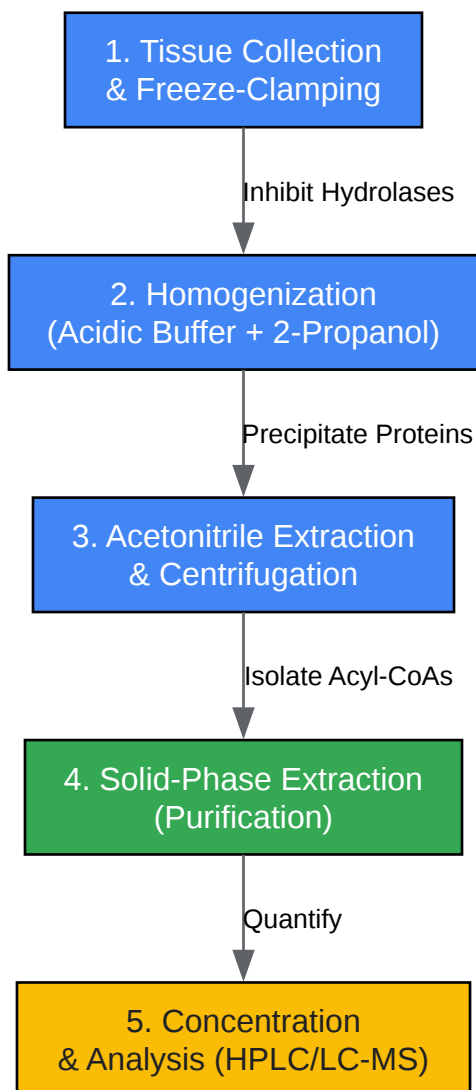 1. Tissue Collection
& Freeze-Clamping
Inhibit Hydrolases
2. Homogenization
(Acidic Buffer + 2-Propanol)
Precipitate Proteins
3. Acetonitrile Extraction
& Centrifugation
Isolate Acyl-CoAs
4. Solid-Phase Extraction
(Purification)
Quantify
5. Concentration
& Analysis (HPLC/LC-MS)